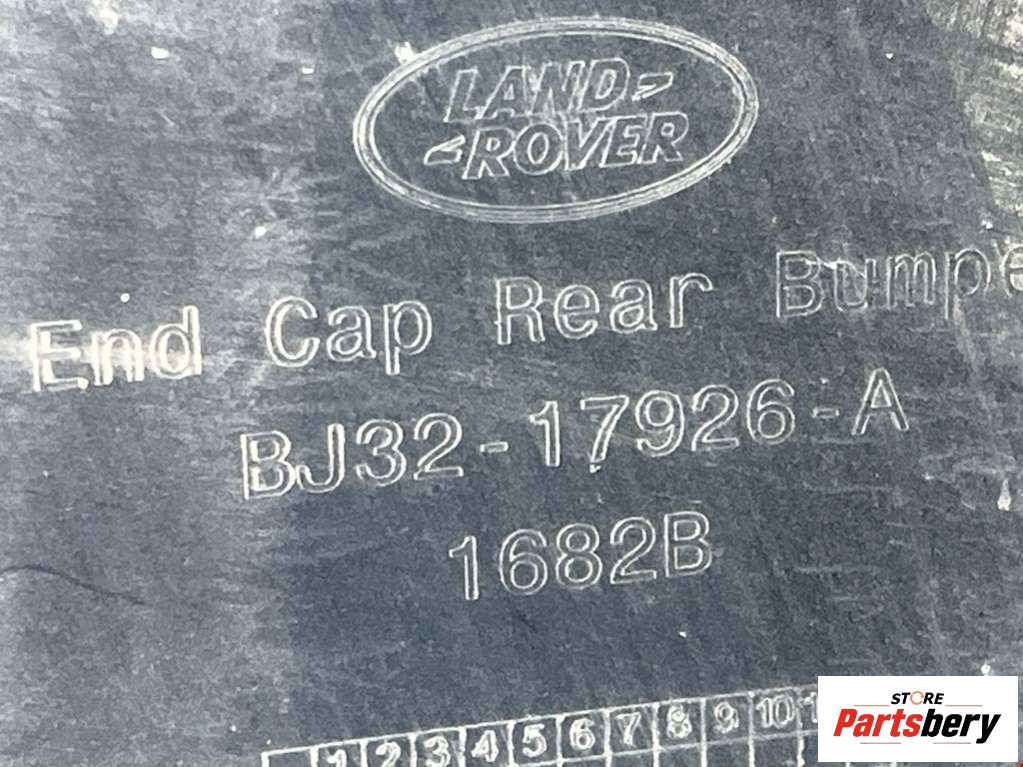 LAND
ROVER
End Cap Rear Bumpe
BJ32-17926-A
1682B
1 2 3 4 5 6 7 8 9 10 1
STORE
Partsbery